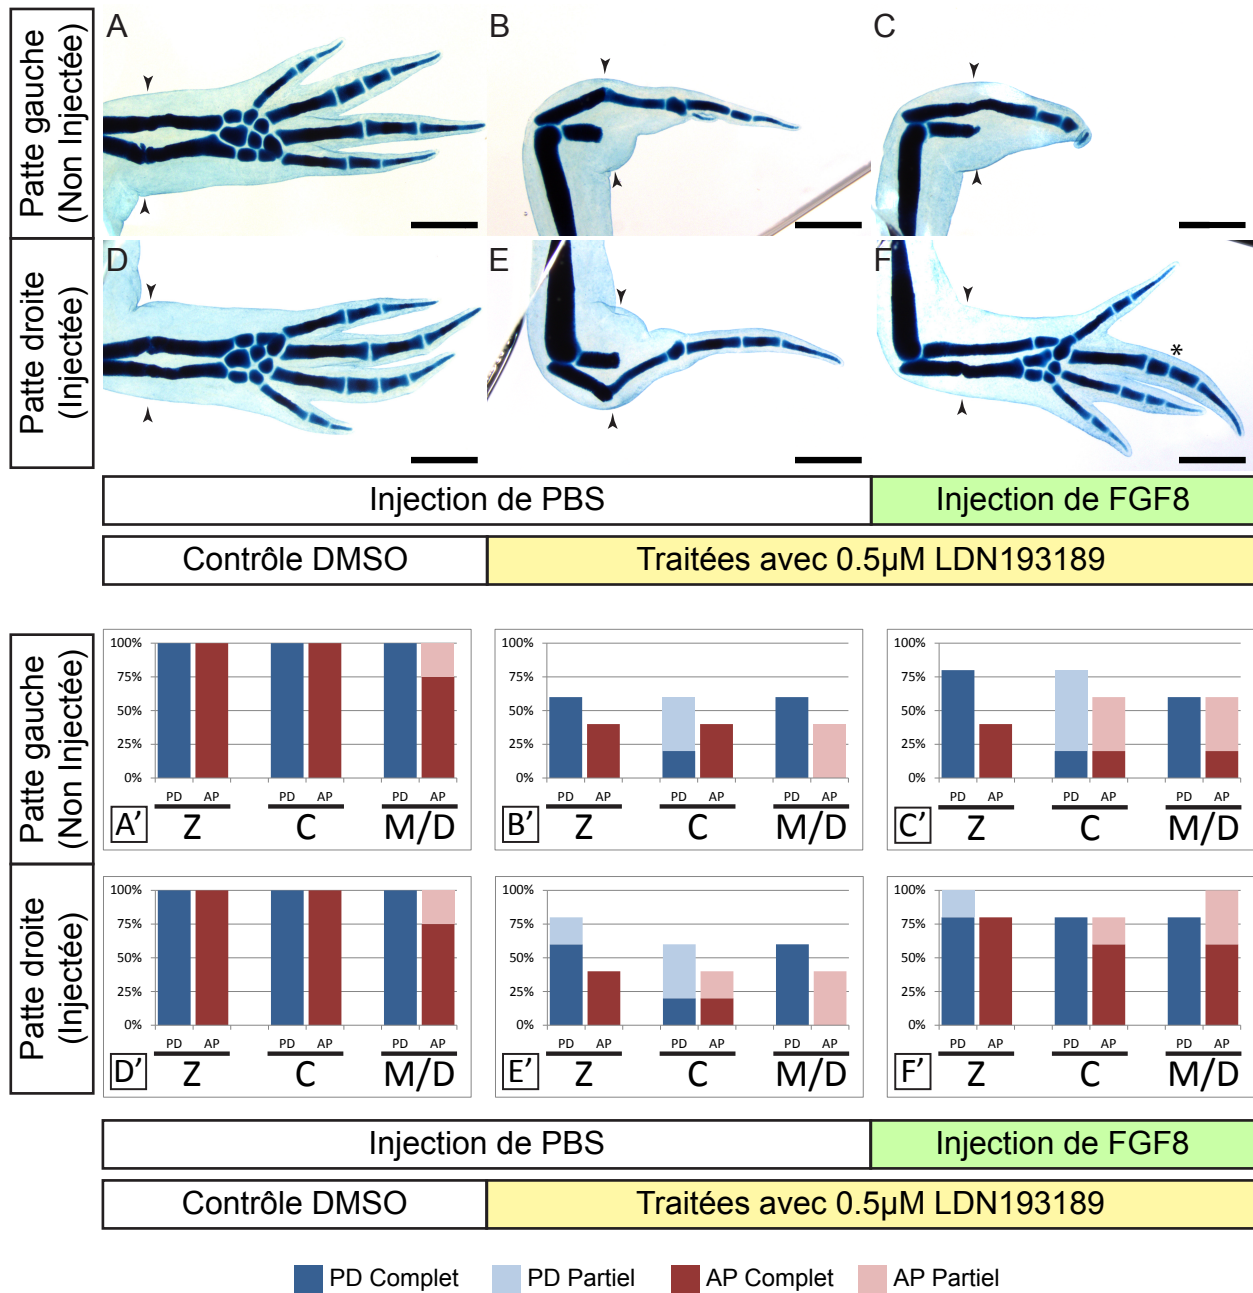 Patte gauche
(Non Injectée)
A
B
C
Patte droite
(Injectée)
D
E
F
*
Injection de PBS
Injection de FGF8
Contrôle DMSO
Traitées avec 0.5µM LDN193189
Patte gauche
(Non Injectée)
100%
75%
50%
25%
0%
PD AP PD AP PD AP
A' Z C M/D
100%
75%
50%
25%
0%
PD AP PD AP PD AP
B' Z C M/D
100%
75%
50%
25%
0%
PD AP PD AP PD AP
C' Z C M/D
Patte droite
(Injectée)
100%
75%
50%
25%
0%
PD AP PD AP PD AP
D' Z C M/D
100%
75%
50%
25%
0%
PD AP PD AP PD AP
E' Z C M/D
100%
75%
50%
25%
0%
PD AP PD AP PD AP
F' Z C M/D
Injection de PBS
Injection de FGF8
Contrôle DMSO
Traitées avec 0.5µM LDN193189
PD Complet PD Partiel AP Complet AP Partiel